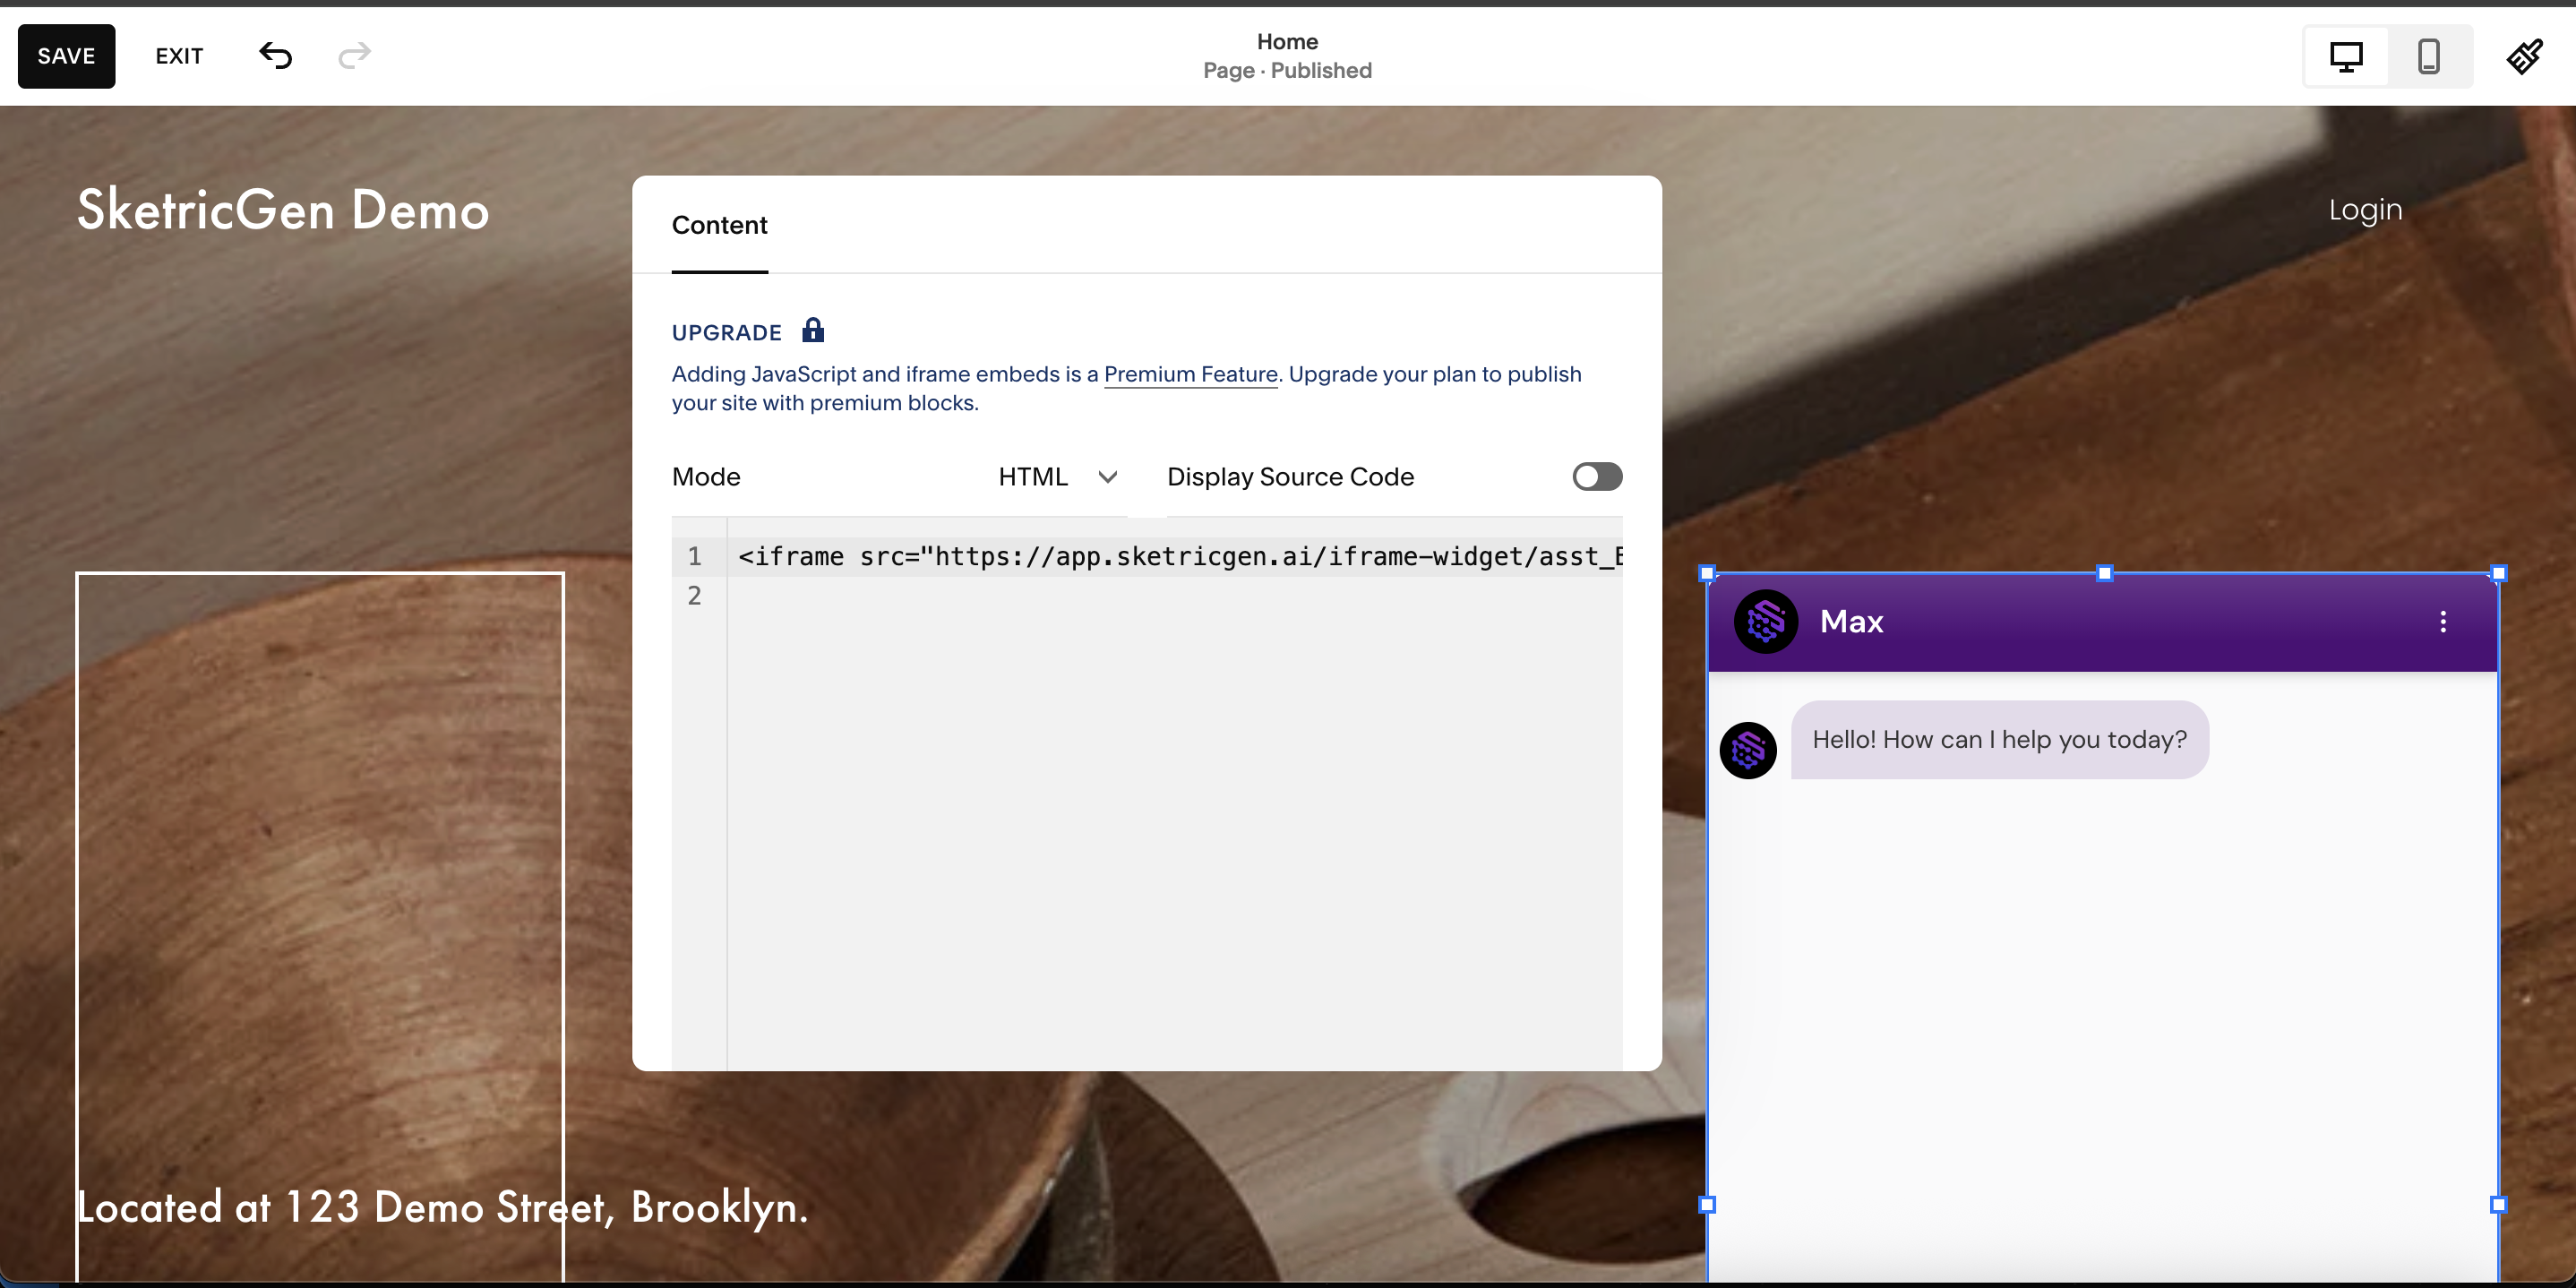 SAVE EXIT
Home
Page · Published
SketricGen Demo
Login
Content
UPGRADE
Adding JavaScript and iframe embeds is a Premium Feature. Upgrade your plan to publish
your site with premium blocks.
Mode HTML Display Source Code
1 <iframe src="https://app.sketricgen.ai/iframe-widget/asst_
2
Max
Hello! How can I help you today?
Located at 123 Demo Street, Brooklyn.